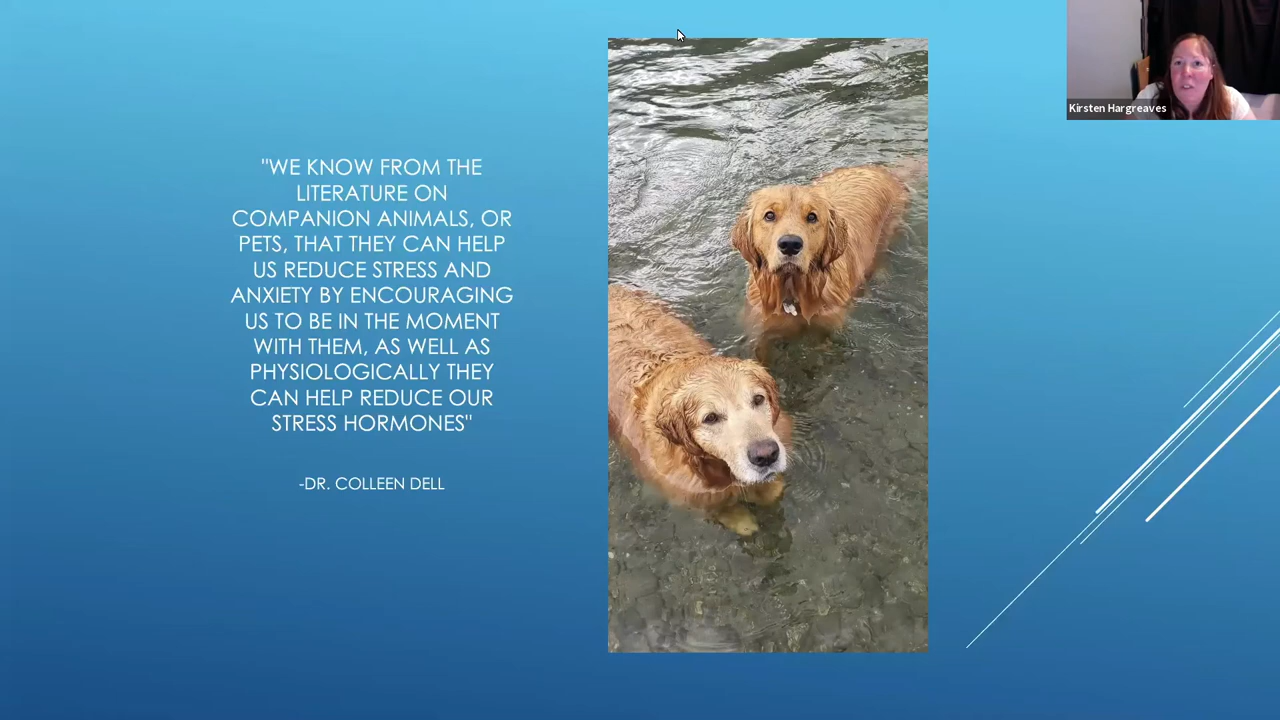 "WE KNOW FROM THE
LITERATURE ON
COMPANION ANIMALS, OR
PETS, THAT THEY CAN HELP
US REDUCE STRESS AND
ANXIETY BY ENCOURAGING
US TO BE IN THE MOMENT
WITH THEM, AS WELL AS
PHYSIOLOGICALLY THEY
CAN HELP REDUCE OUR
STRESS HORMONES"
-DR. COLLEEN DELL
Kirsten Hargreaves